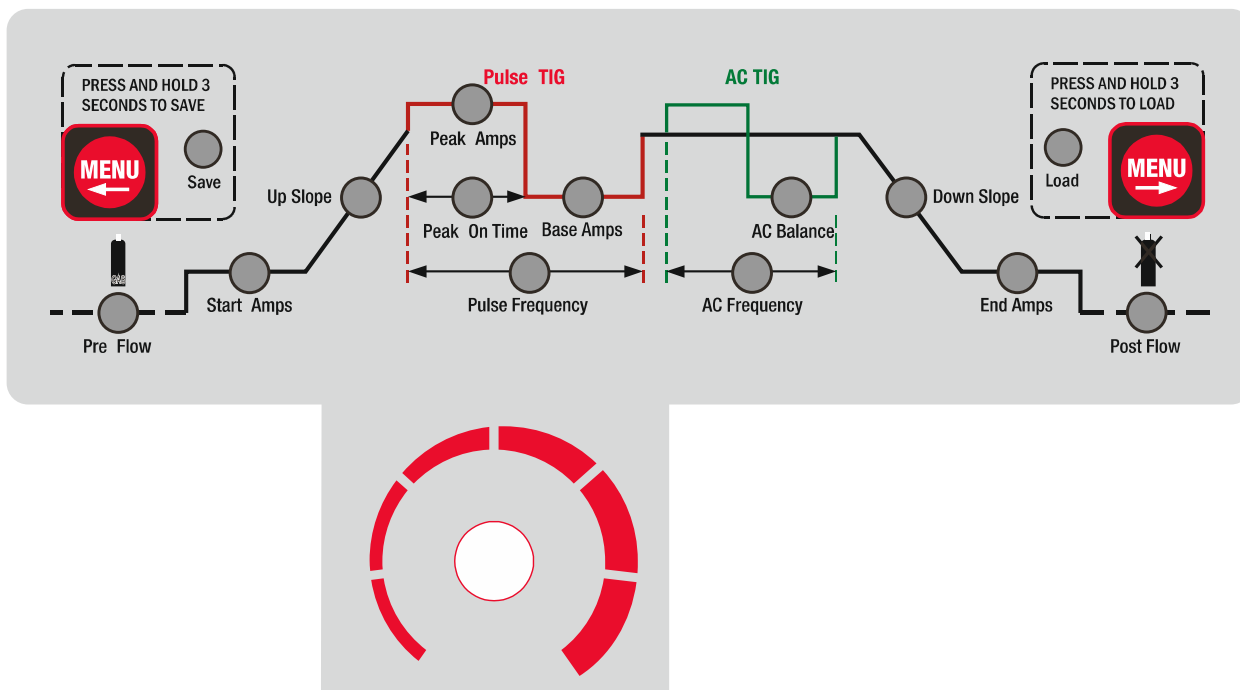 PRESS AND HOLD 3
SECONDS TO SAVE
MENU
Save
Pulse TIG
AC TIG
PRESS AND HOLD 3
SECONDS TO LOAD
Load
MENU
Peak Amps
Up Slope
Down Slope
Peak On Time
Base Amps
AC Balance
GAS
Start Amps
Pulse Frequency
AC Frequency
End Amps
Pre Flow
Post Flow